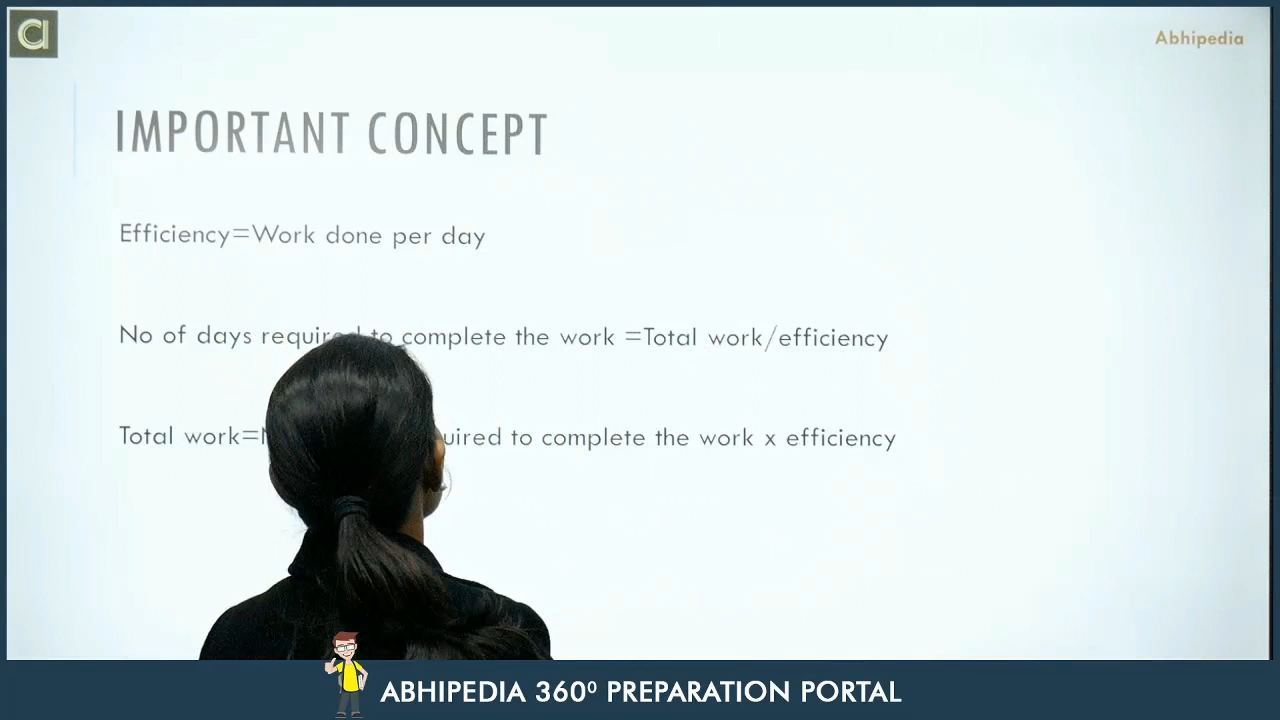 Abhipedia
IMPORTANT CONCEPT
Efficiency=Work done per day
No of days required to complete the work =Total work/efficiency
Total work= to complete the work x efficiency
ABHIPEDIA 360⁰ PREPARATION PORTAL